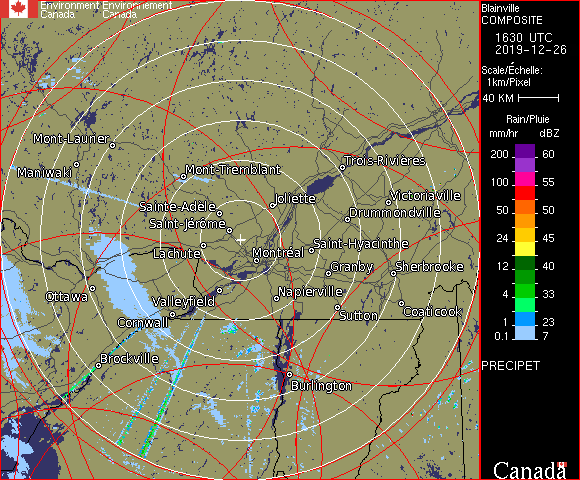 Environment Environnement
Canada Canada
Blainville
COMPOSITE
1630 UTC
2019-12-26
Scale/Échelle:
1km/Pixel
40 KM
Rain/Pluie
mm/hr dBZ
200 60
100 55
50 50
24 45
12 40
4 33
1 23
0.1 7
PRECIPET
Canada
Mont-Laurier
Maniwaki
Mont-Tremblant
Trois-Rivières
Joliette
Victoriaville
Sainte-Adèle
Drummondville
Saint-Jérôme
Lachute
Montréal
Saint-Hyacinthe
Granby
Sherbrooke
Ottawa
Valleyfield
Napierville
Cornwall
Sutton
Coaticook
Brockville
Burlington